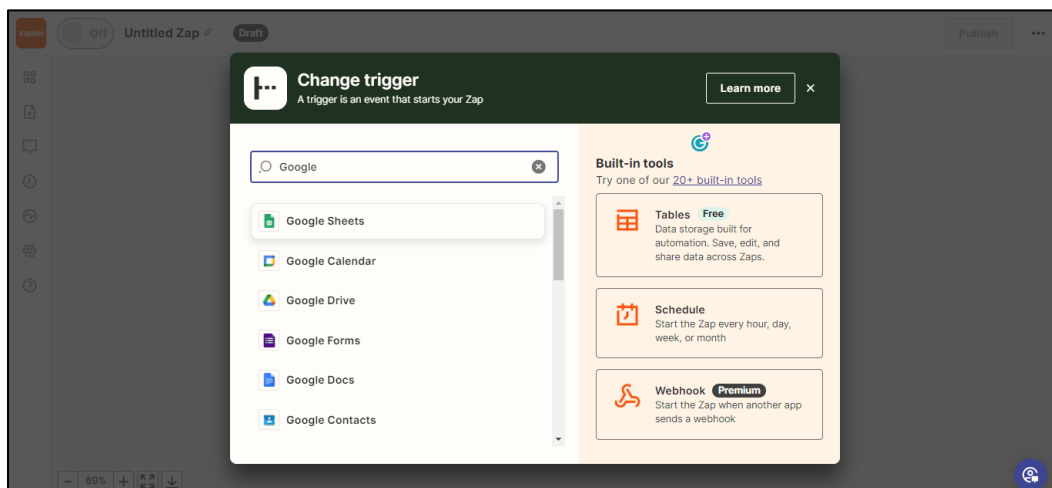 zapier
Off
Untitled Zap
Draft
Publish
Change trigger
A trigger is an event that starts your Zap
Learn more
Google
Google Sheets
Google Calendar
Google Drive
Google Forms
Google Docs
Google Contacts
Built-in tools
Try one of our 20+ built-in tools
Tables Free
Data storage built for
automation. Save, edit, and
share data across Zaps.
Schedule
Start the Zap every hour, day,
week, or month
Webhook Premium
Start the Zap when another app
sends a webhook
69%